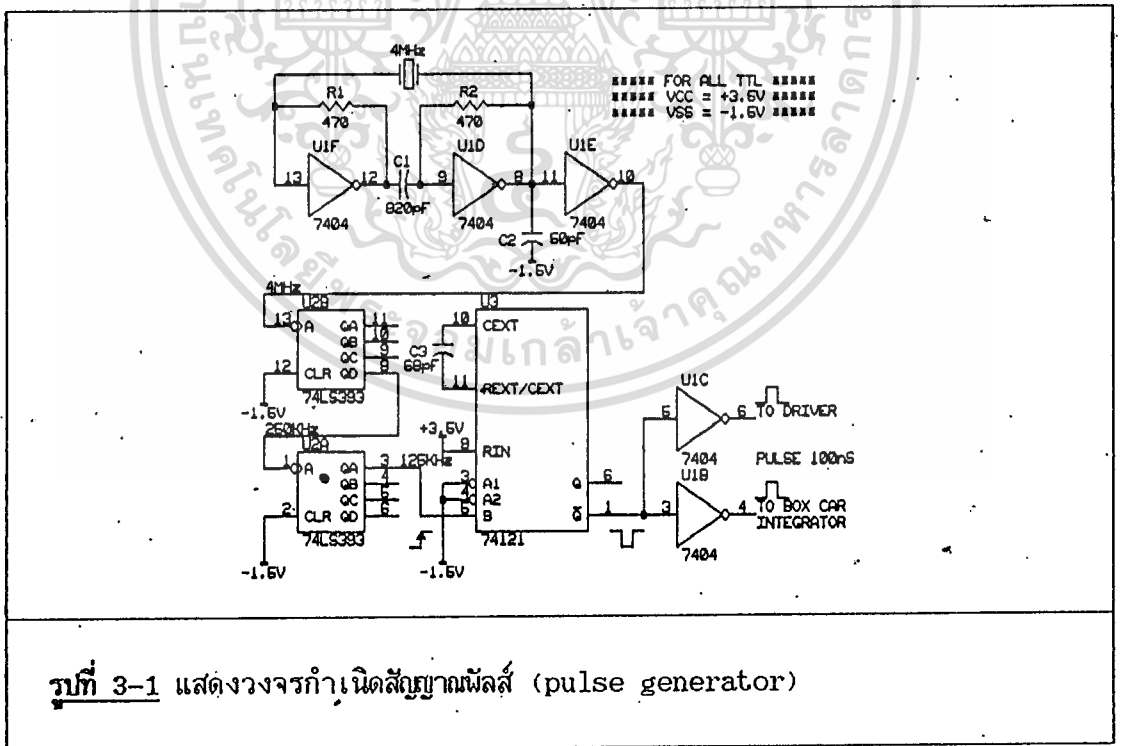 4MHz
***** FOR ALL TTL *****
***** VCC = +3.5V *****
***** VSS = -1.5V *****
R1
470
R2
470
U1F
13
12
7404
C1
820pF
U1D
9
8
7404
U1E
11
10
7404
C2
50pF
-1.5V
4MHz
U2B
13
A
QA
11
QB
10
QC
9
12
CLR
QD
8
74LS393
-1.5V
250KHz
U2A
1
A
QA
3
125KHz
QB
4
QC
5
2
CLR
QD
6
74LS393
-1.5V
U3
10
CEXT
C3
68pF
11
REXT/CEXT
+3.5V
9
RIN
3
A1
4
A2
5
B
Q
6
Q
1
74121
-1.5V
U1C
5
6
TO DRIVER
7404
PULSE 100nS
U1B
3
4
TO BOX CAR
INTEGRATOR
7404
รูปที่ 3-1 แสดงวงจรกำเนิดสัญญาณพัลส์ (pulse generator)